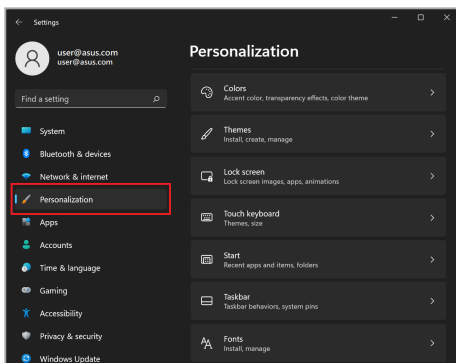 Settings
user@asus.com
user@asus.com
Find a setting
System
Bluetooth & devices
Network & internet
Personalization
Apps
Accounts
Time & language
Gaming
Accessibility
Privacy & security
Windows Update
Personalization
Colors
Accent color, transparency effects, color theme
Themes
Install, create, manage
Lock screen
Lock screen images, apps, animations
Touch keyboard
Themes, size
Start
Recent apps and items, folders
Taskbar
Taskbar behaviors, system pins
Fonts
Install, manage